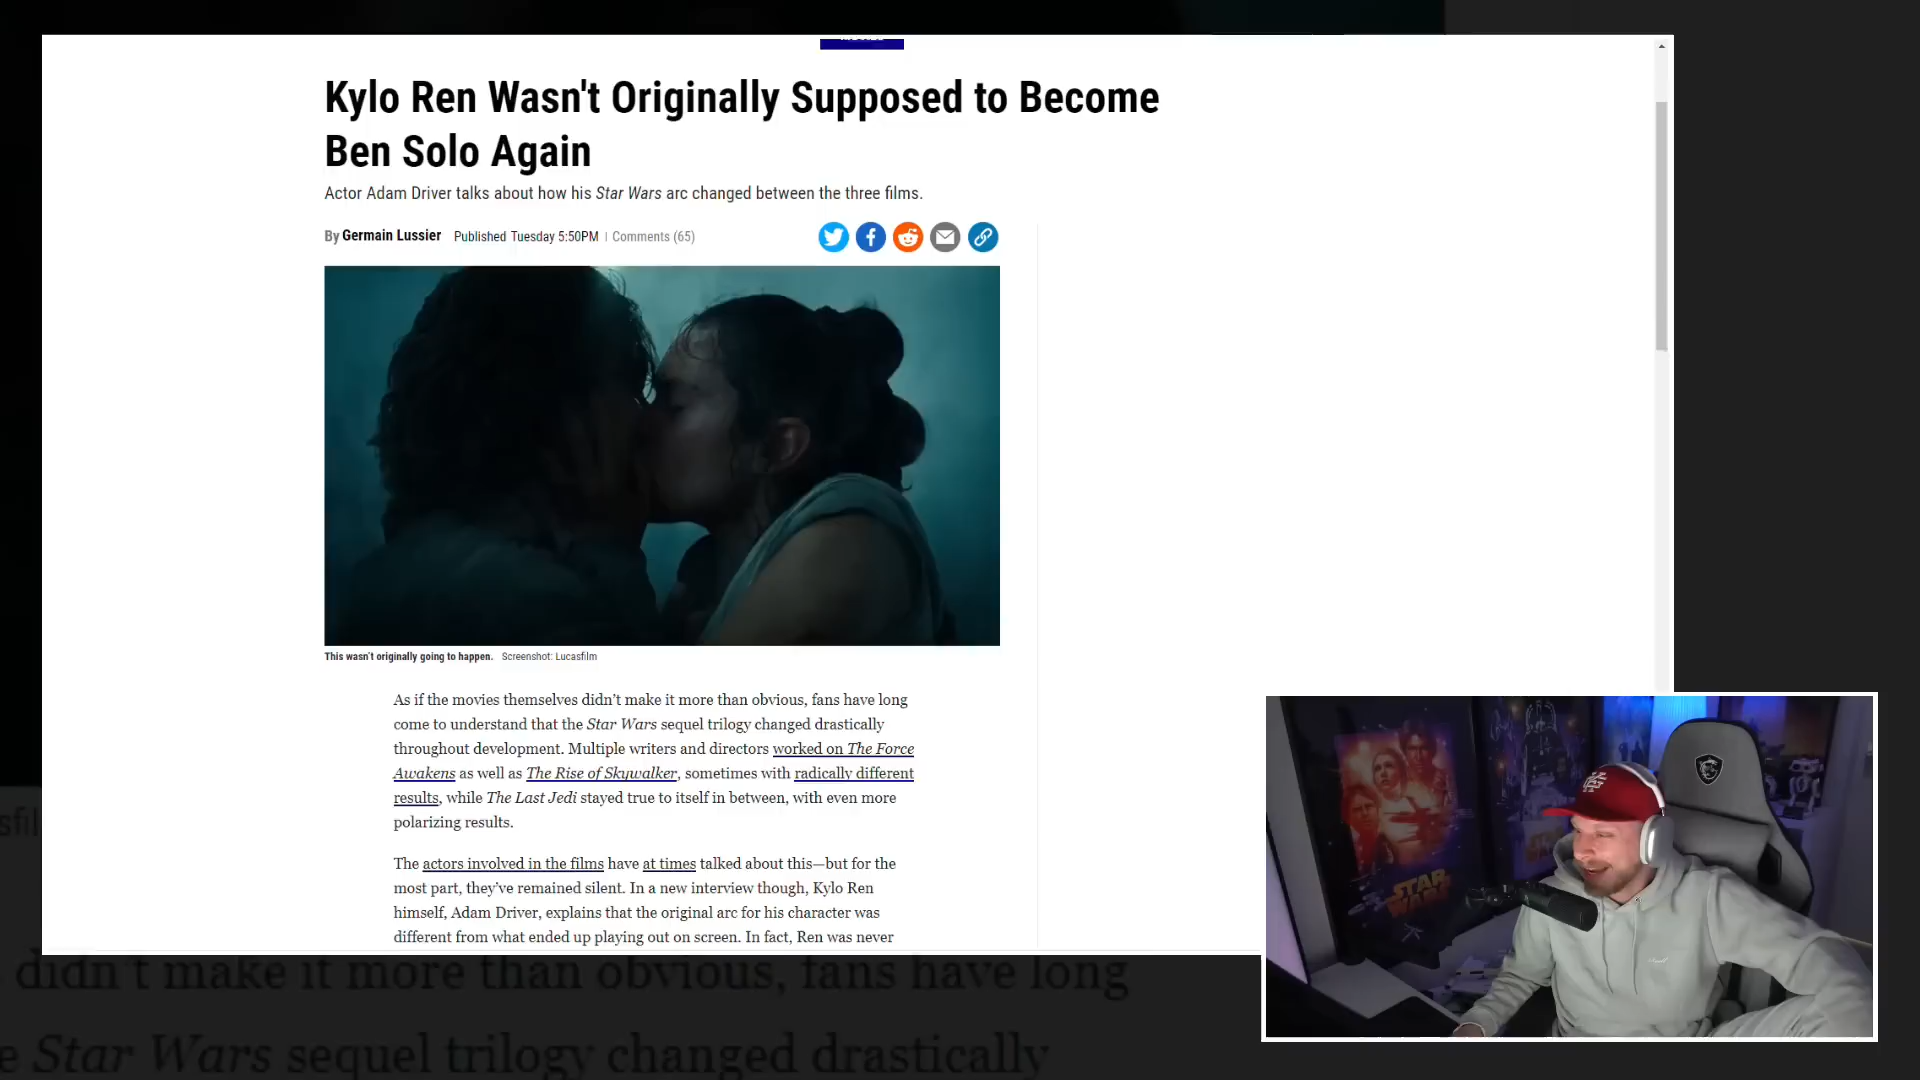 Kylo Ren Wasn't Originally Supposed to Become
Ben Solo Again
Actor Adam Driver talks about how his Star Wars arc changed between the three films.
By Germain Lussier Published Tuesday 5:50PM | Comments (65)
This wasn't originally going to happen. Screenshot: Lucasfilm
As if the movies themselves didn’t make it more than obvious, fans have long
come to understand that the Star Wars sequel trilogy changed drastically
throughout development. Multiple writers and directors worked on The Force
Awakens as well as The Rise of Skywalker, sometimes with radically different
results, while The Last Jedi stayed true to itself in between, with even more
polarizing results.
The actors involved in the films have at times talked about this—but for the
most part, they’ve remained silent. In a new interview though, Kylo Ren
himself, Adam Driver, explains that the original arc for his character was
different from what ended up playing out on screen. In fact, Ren was never
didn't make it more than obvious, fans have long
e Star Wars sequel trilogy changed drastically
STAR
WARS